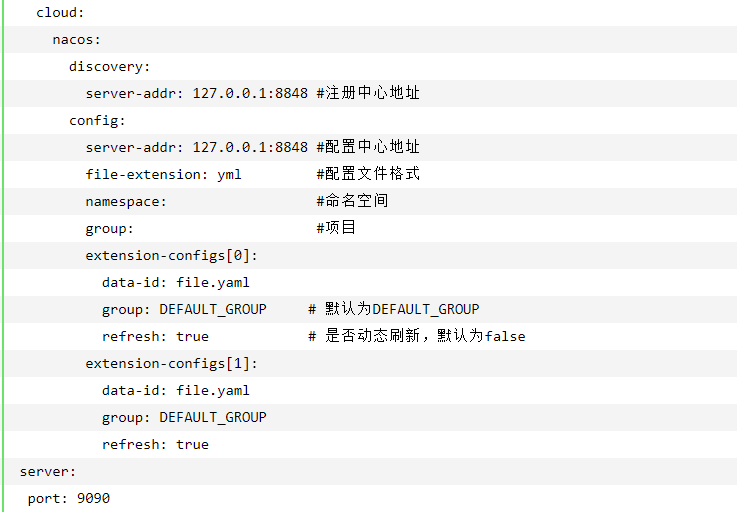 cloud:
nacos:
discovery:
server-addr: 127.0.0.1:8848 #注册中心地址
config:
server-addr: 127.0.0.1:8848 #配置中心地址
file-extension: yml #配置文件格式
namespace: #命名空间
group: #项目
extension-configs[0]:
data-id: file.yaml
group: DEFAULT_GROUP # 默认为DEFAULT_GROUP
refresh: true # 是否动态刷新，默认为false
extension-configs[1]:
data-id: file.yaml
group: DEFAULT_GROUP
refresh: true
server:
port: 9090